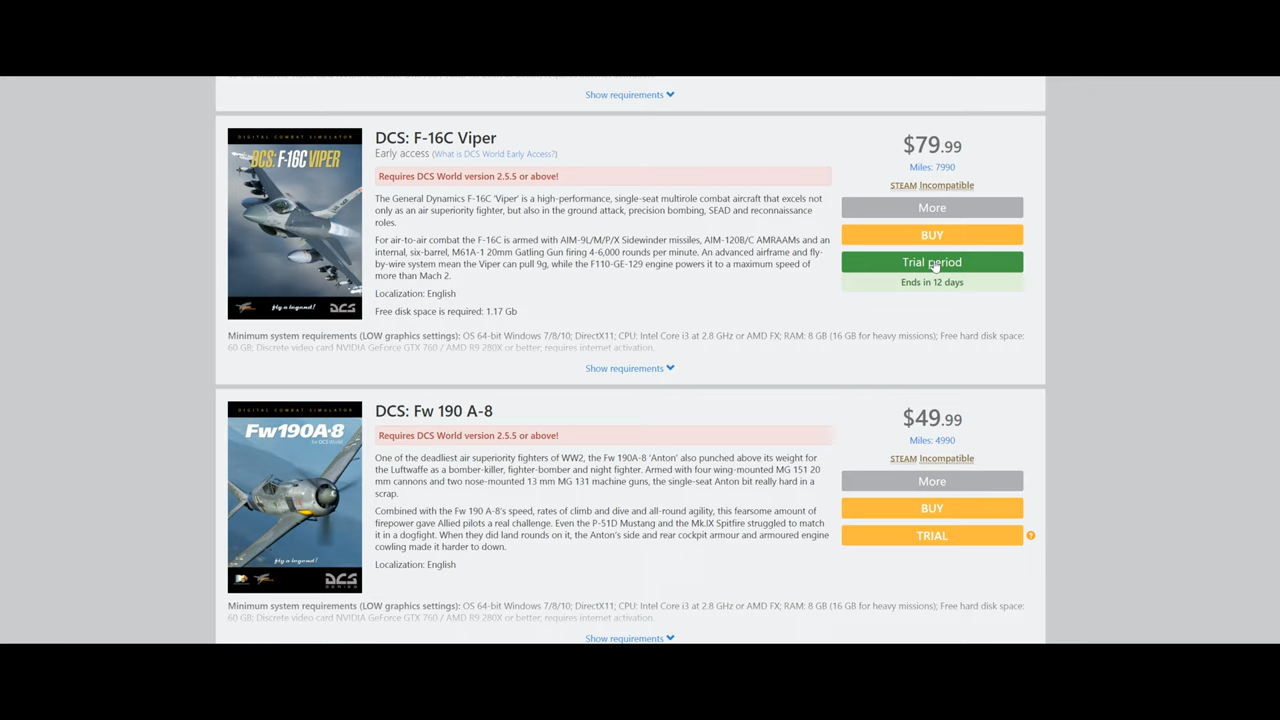 Show requirements
DIGITAL COMBAT SIMULATOR
DCS: F-16C VIPER
fly a legend!
DCS
DCS: F-16C Viper
Early access (What is DCS World Early Access?)
Requires DCS World version 2.5.5 or above!
The General Dynamics F-16C ‘Viper’ is a high-performance, single-seat multirole combat aircraft that excels not
only as an air superiority fighter, but also in the ground attack, precision bombing, SEAD and reconnaissance
roles.
For air-to-air combat the F-16C is armed with AIM-9L/M/P/X Sidewinder missiles, AIM-120B/C AMRAAMs and an
internal, six-barrel, M61A-1 20mm Gatling Gun firing 4-6,000 rounds per minute. An advanced airframe and fly-
by-wire system mean the Viper can pull 9g, while the F110-GE-129 engine powers it to a maximum speed of
more than Mach 2.
Localization: English
Free disk space is required: 1.17 Gb
$79.99
Miles: 7990
STEAM Incompatible
More
BUY
Trial period
Ends in 12 days
Minimum system requirements (LOW graphics settings): OS 64-bit Windows 7/8/10; DirectX11; CPU: Intel Core i3 at 2.8 GHz or AMD FX; RAM: 8 GB (16 GB for heavy missions); Free hard disk space:
60 GB; Discrete video card NVIDIA GeForce GTX 760 / AMD R9 280X or better; requires internet activation.
Show requirements
DIGITAL COMBAT SIMULATOR
Fw190A-8
for DCS World
fly a legend!
DCS
DCS: Fw 190 A-8
Requires DCS World version 2.5.5 or above!
One of the deadliest air superiority fighters of WW2, the Fw 190A-8 ‘Anton’ also punched above its weight for
the Luftwaffe as a bomber-killer, fighter-bomber and night fighter. Armed with four wing-mounted MG 151 20
mm cannons and two nose-mounted 13 mm MG 131 machine guns, the single-seat Anton bit really hard in a
scrap.
Combined with the Fw 190 A-8's speed, rates of climb and dive and all-round agility, this fearsome amount of
firepower gave Allied pilots a real challenge. Even the P-51D Mustang and the Mk.IX Spitfire struggled to match
it in a dogfight. When they did land rounds on it, the Anton's side and rear cockpit armour and armoured engine
cowling made it harder to down.
Localization: English
$49.99
Miles: 4990
STEAM Incompatible
More
BUY
TRIAL
?
Minimum system requirements (LOW graphics settings): OS 64-bit Windows 7/8/10; DirectX11; CPU: Intel Core i3 at 2.8 GHz or AMD FX; RAM: 8 GB (16 GB for heavy missions); Free hard disk space:
60 GB; Discrete video card NVIDIA GeForce GTX 760 / AMD R9 280X or better; requires internet activation.
Show requirements